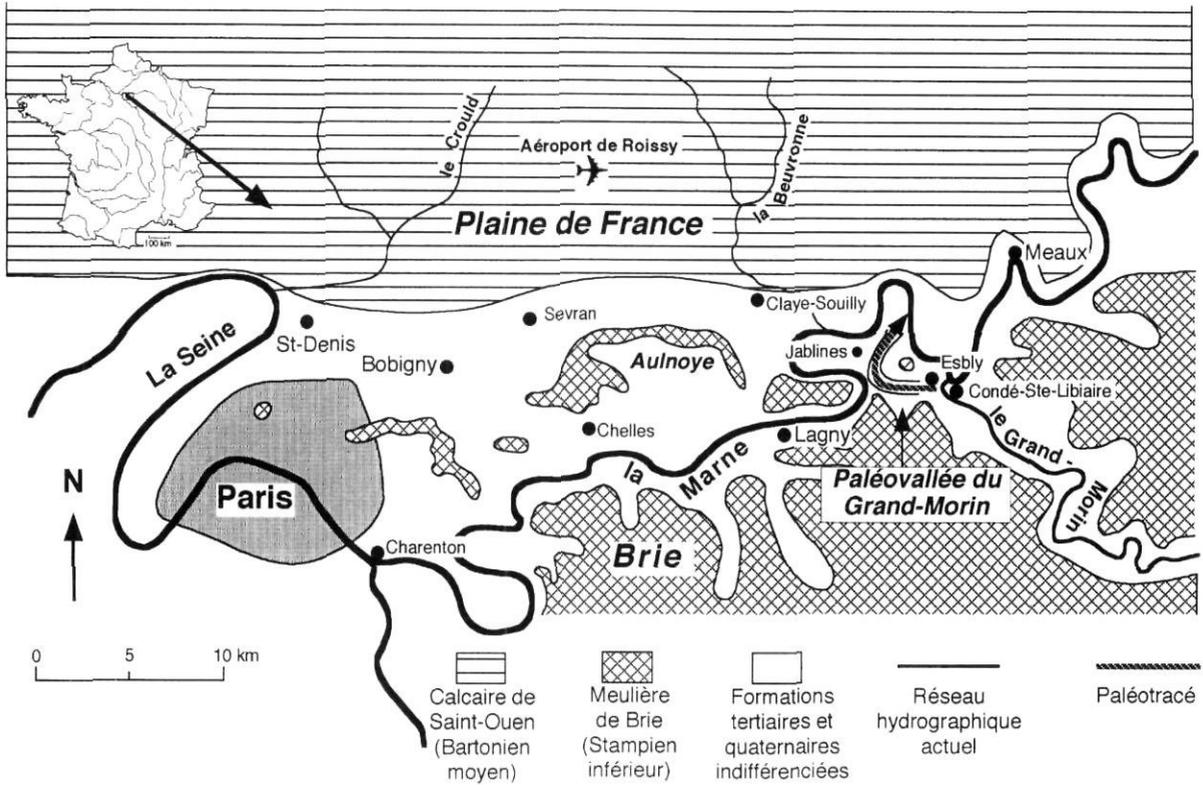 100 km
le Crould
Aéroport de Roissy
la Beuvronne
Plaine de France
Meaux
Claye-Souilly
La Seine
St-Denis
Sevran
Bobigny
Aulnoye
Jablines
Esbly
Condé-Ste-Libiaire
Chelles
Lagny
le Grand-
Morin
la Marne
Paléovallée du
Grand-Morin
N
Paris
Charenton
Brie
0 5 10 km
Calcaire de
Saint-Ouen
(Bartonien
moyen)
Meulière
de Brie
(Stampien
inférieur)
Formations
tertiaires et
quaternaires
indifférenciées
Réseau
hydrographique
actuel
Paléotracé